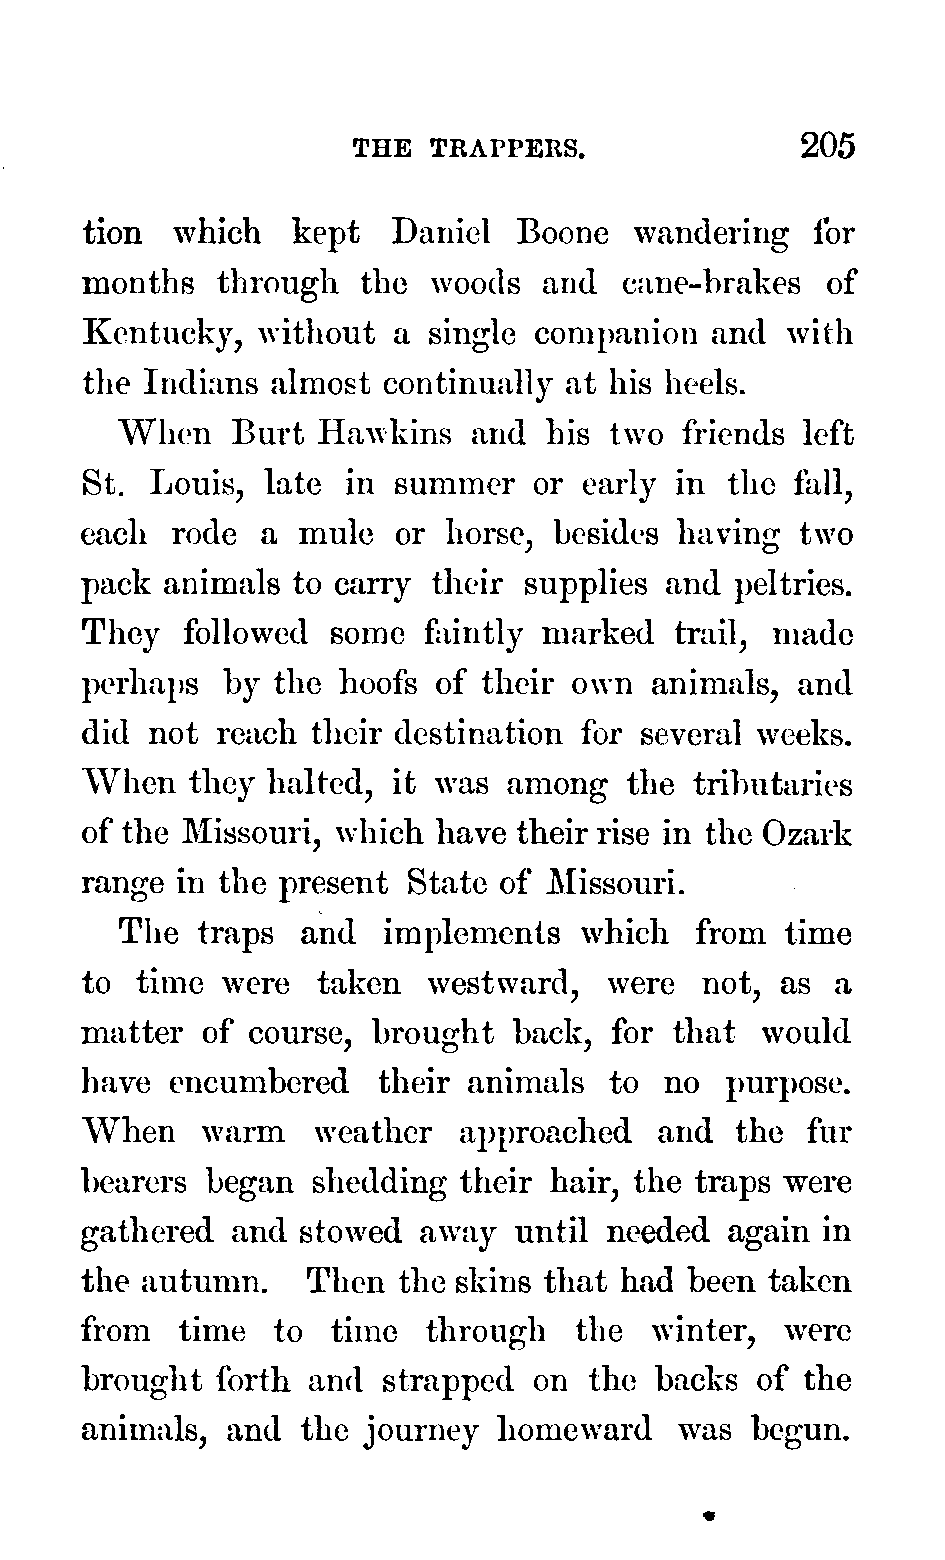 THE TRAPPERS. 205
tion which kept Daniel Boone wandering for
months through the woods and cane-brakes of
Kentucky, without a single companion and with
the Indians almost continually at his heels.
When Burt Hawkins and his two friends left
St. Louis, late in summer or early in the fall,
each rode a mule or horse, besides having two
pack animals to carry their supplies and peltries.
They followed some faintly marked trail, made
perhaps by the hoofs of their own animals, and
did not reach their destination for several weeks.
When they halted, it was among the tributaries
of the Missouri, which have their rise in the Ozark
range in the present State of Missouri.
The traps and implements which from time
to time were taken westward, were not, as a
matter of course, brought back, for that would
have encumbered their animals to no purpose.
When warm weather approached and the fur
bearers began shedding their hair, the traps were
gathered and stowed away until needed again in
the autumn. Then the skins that had been taken
from time to time through the winter, were
brought forth and strapped on the backs of the
animals, and the journey homeward was begun.